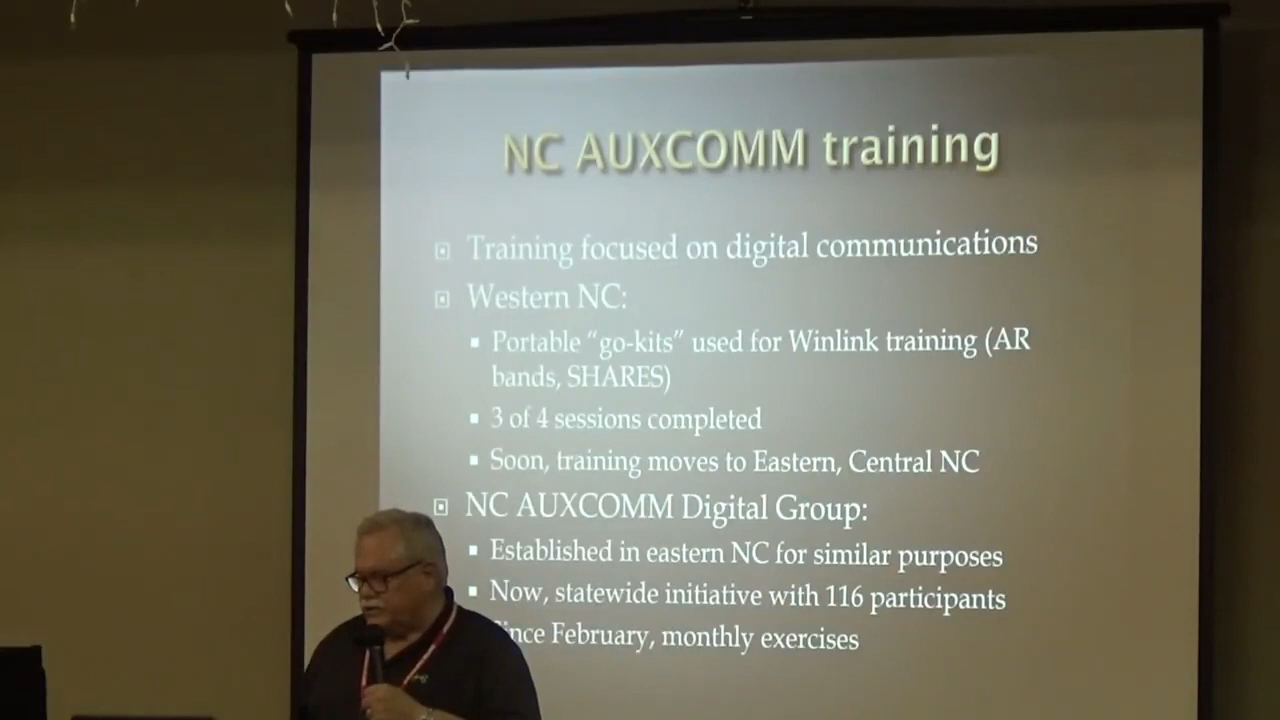 NC AUXCOMM training
Training focused on digital communications
Western NC:
Portable “go-kits” used for Winlink training (AR
bands, SHARES)
3 of 4 sessions completed
Soon, training moves to Eastern, Central NC
NC AUXCOMM Digital Group:
Established in eastern NC for similar purposes
Now, statewide initiative with 116 participants
Since February, monthly exercises